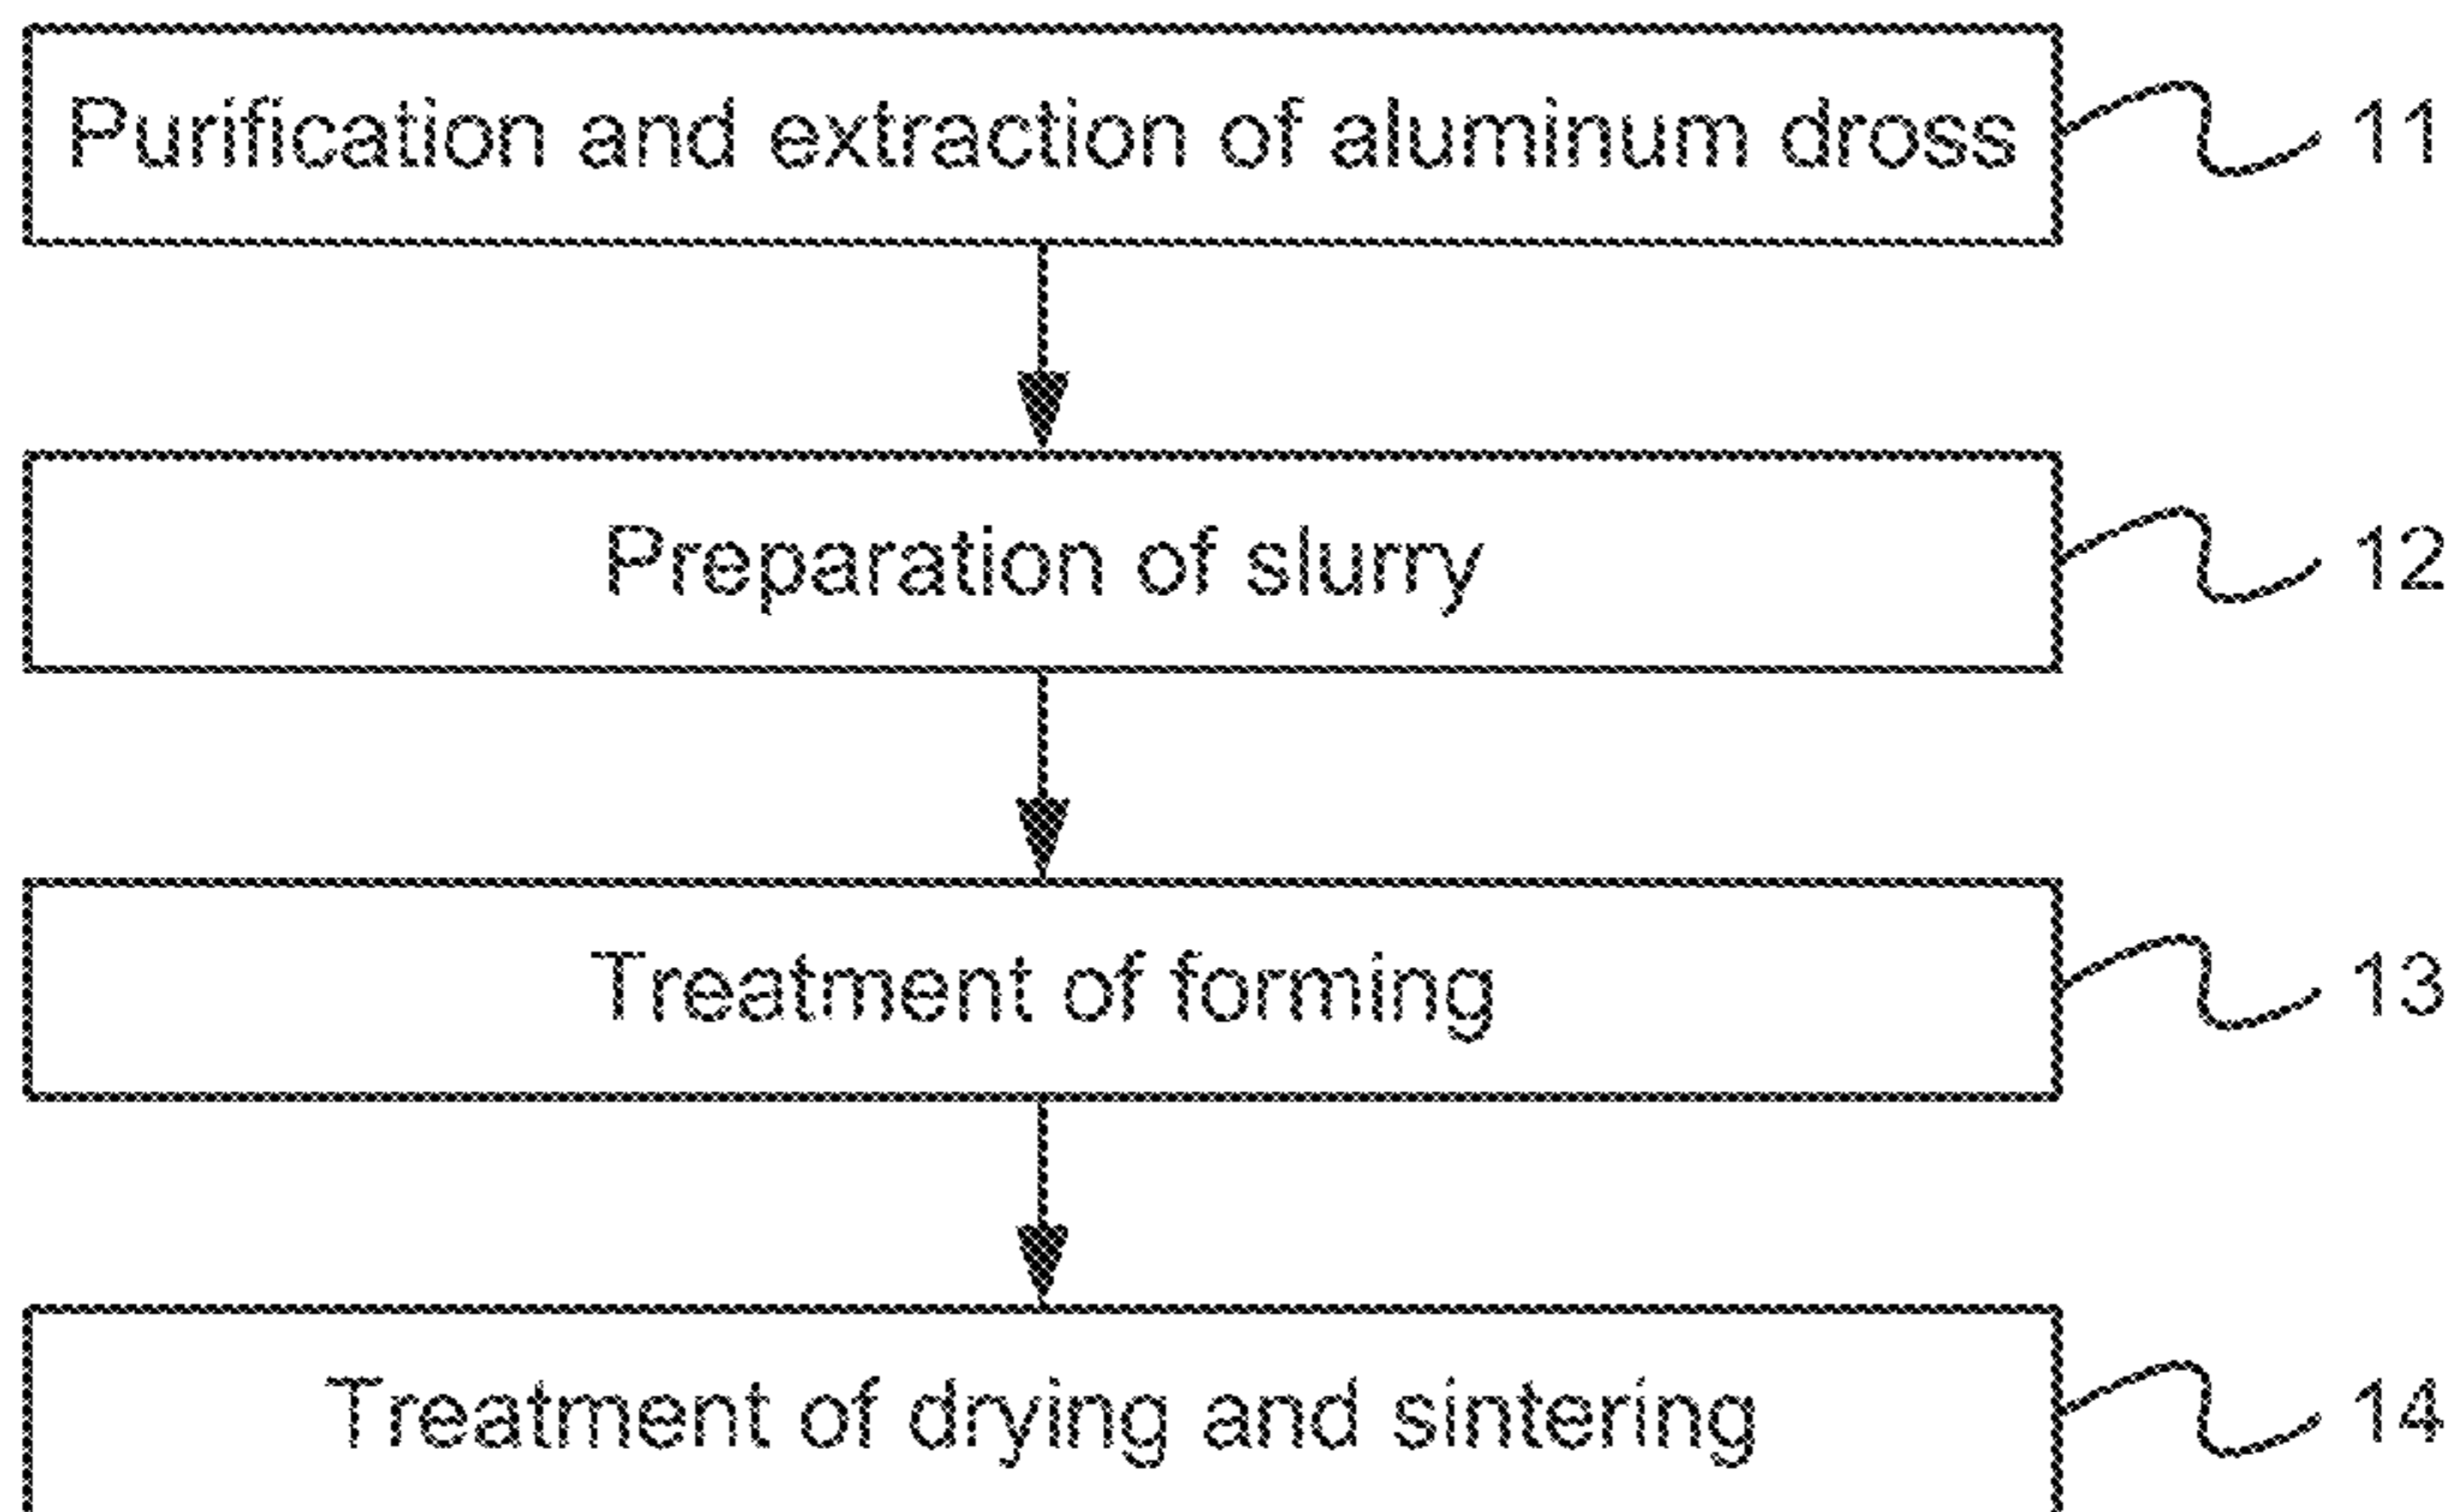 Purification and extraction of aluminum dross 11
Preparation of slurry 12
Treatment of forming 13
Treatment of drying and sintering 14